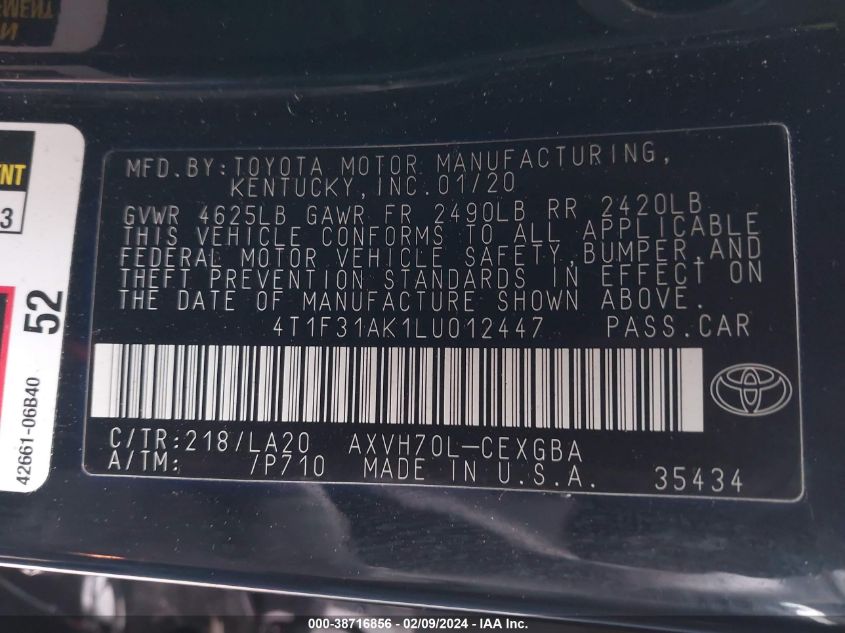 MFD.BY:TOYOTA MOTOR MANUFACTURING,
KENTUCKY,INC.01/20
GVWR 4625LB GAWR FR 2490LB RR 2420LB
THIS VEHICLE CONFORMS TO ALL APPLICABLE
FEDERAL MOTOR VEHICLE SAFETY,BUMPER,AND
THEFT PREVENTION STANDARDS IN EFFECT ON
THE DATE OF MANUFACTURE SHOWN ABOVE.
4T1F31AK1LU012447 PASS.CAR
C/TR:218/LA20 AXVH70L-CEXGBA
A/TM: /P710 MADE IN U.S.A. 35434
NT
3
52
42661-06B40
000-38716856 - 02/09/2024 - IAA Inc.